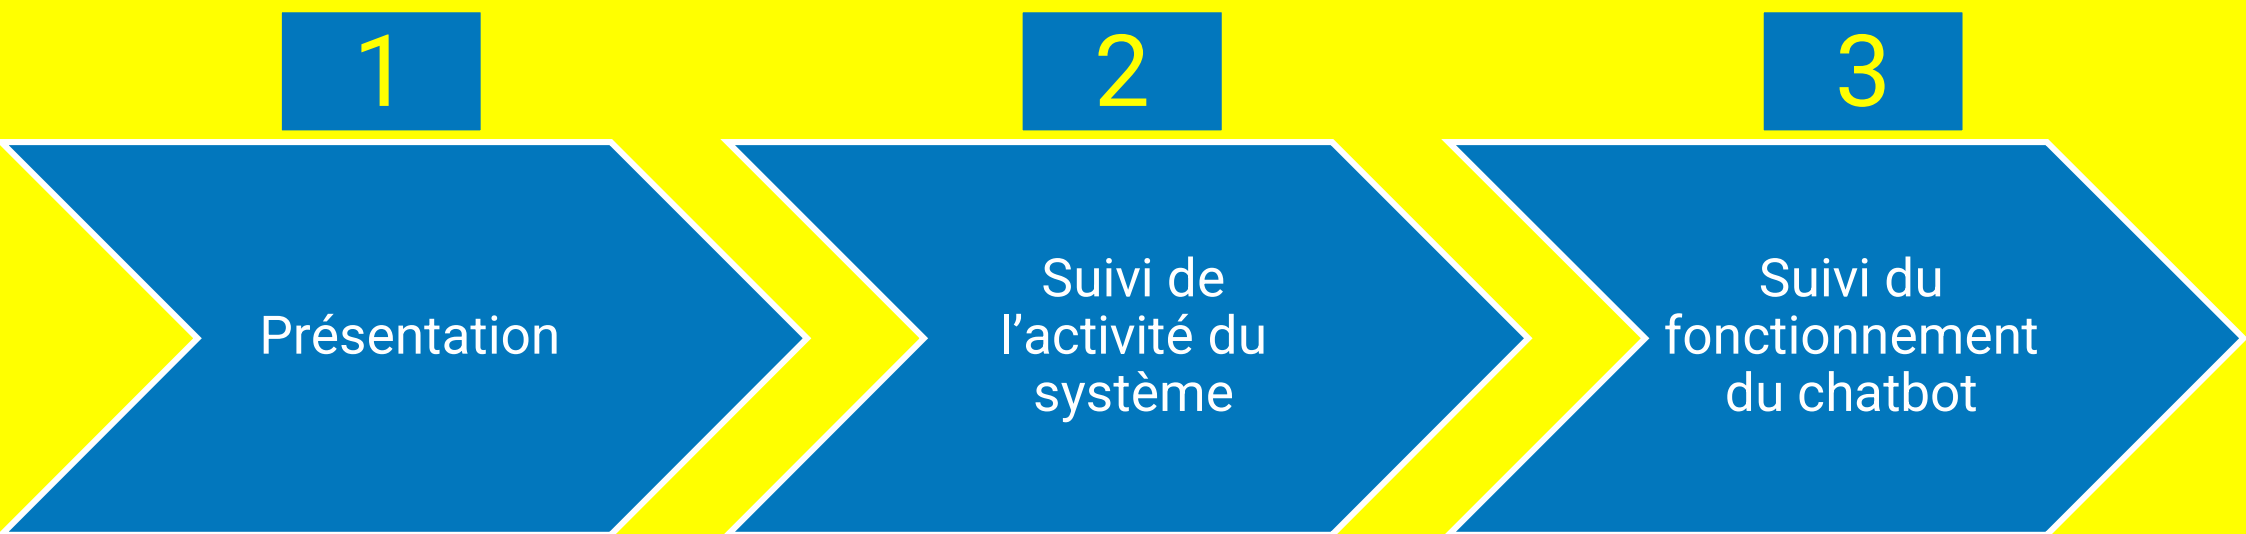 1
2
3
Présentation
Suivi de
l’activité du
système
Suivi du
fonctionnement
du chatbot